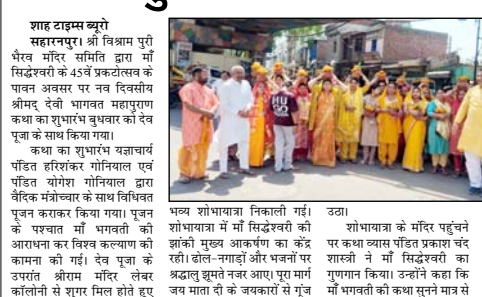 शाह टाइम्स ब्यूरो
सहारनपुर। श्री विश्राम पुरी
भैरव मंदिर समिति द्वारा माँ
सिद्धेश्वरी के 45वें प्रकटोत्सव के
पावन अवसर पर नव दिवसीय
श्रीमद् देवी भागवत महापुराण
कथा का शुभारंभ बुधवार को देव
पूजा के साथ किया गया।
कथा का शुभारंभ यज्ञाचार्य
पंडित हरिशंकर गोनियाल एवं
पंडित योगेश गोनियाल द्वारा
वैदिक मंत्रोच्चार के साथ विधिवत
पूजन कराकर किया गया। पूजन
के पश्चात माँ भगवती की
आराधना कर विश्व कल्याण की
कामना की गई। देव पूजा के
उपरांत श्रीराम मंदिर लेबर
कॉलोनी से शुगर मिल होते हुए
भव्य शोभायात्रा निकाली गई।
शोभायात्रा में माँ सिद्धेश्वरी की
झांकी मुख्य आकर्षण का केंद्र
रही। ढोल-नगाड़ों और भजनों पर
श्रद्धालु झूमते नजर आए। पूरा मार्ग
जय माता दी के जयकारों से गूंज
उठा।
शोभायात्रा के मंदिर पहुंचने
पर कथा व्यास पंडित प्रकाश चंद
शास्त्री ने माँ सिद्धेश्वरी का
गुणगान किया। उन्होंने कहा कि
माँ भगवती की कथा सुनने मात्र से
HU
GO